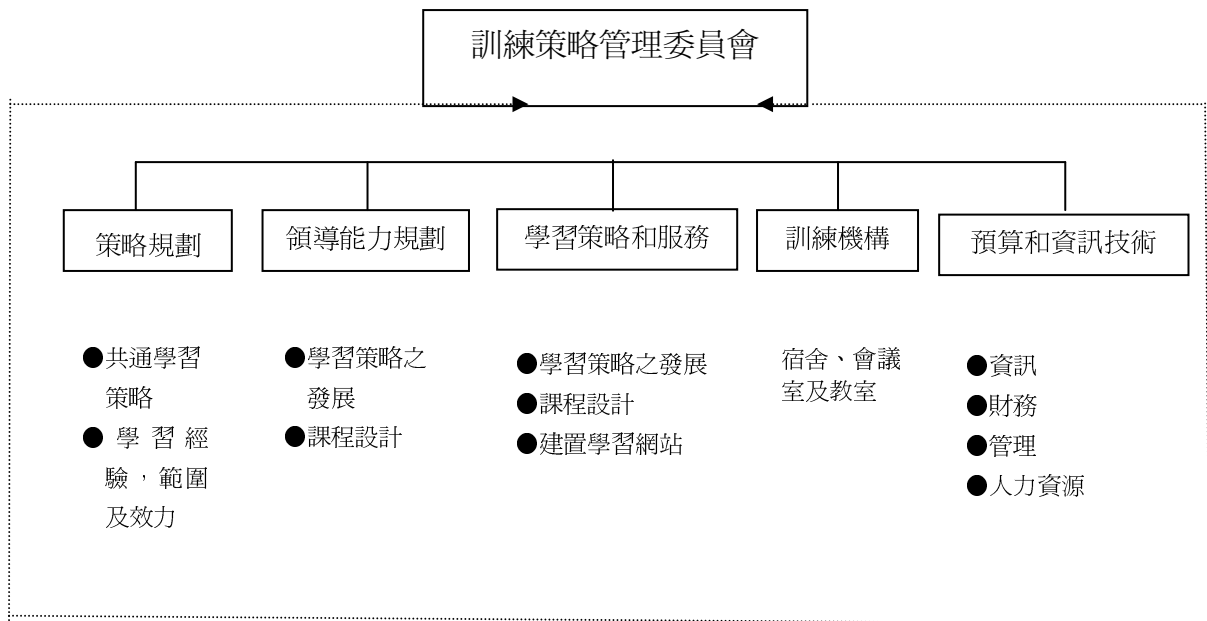 訓練策略管理委員會
策略規劃
領導能力規劃
學習策略和服務
訓練機構
預算和資訊技術
●共通學習
策略
● 學習經
驗，範圍
及效力
●學習策略之
發展
●課程設計
●學習策略之發展
●課程設計
●建置學習網站
宿舍、會議
室及教室
●資訊
●財務
●管理
●人力資源